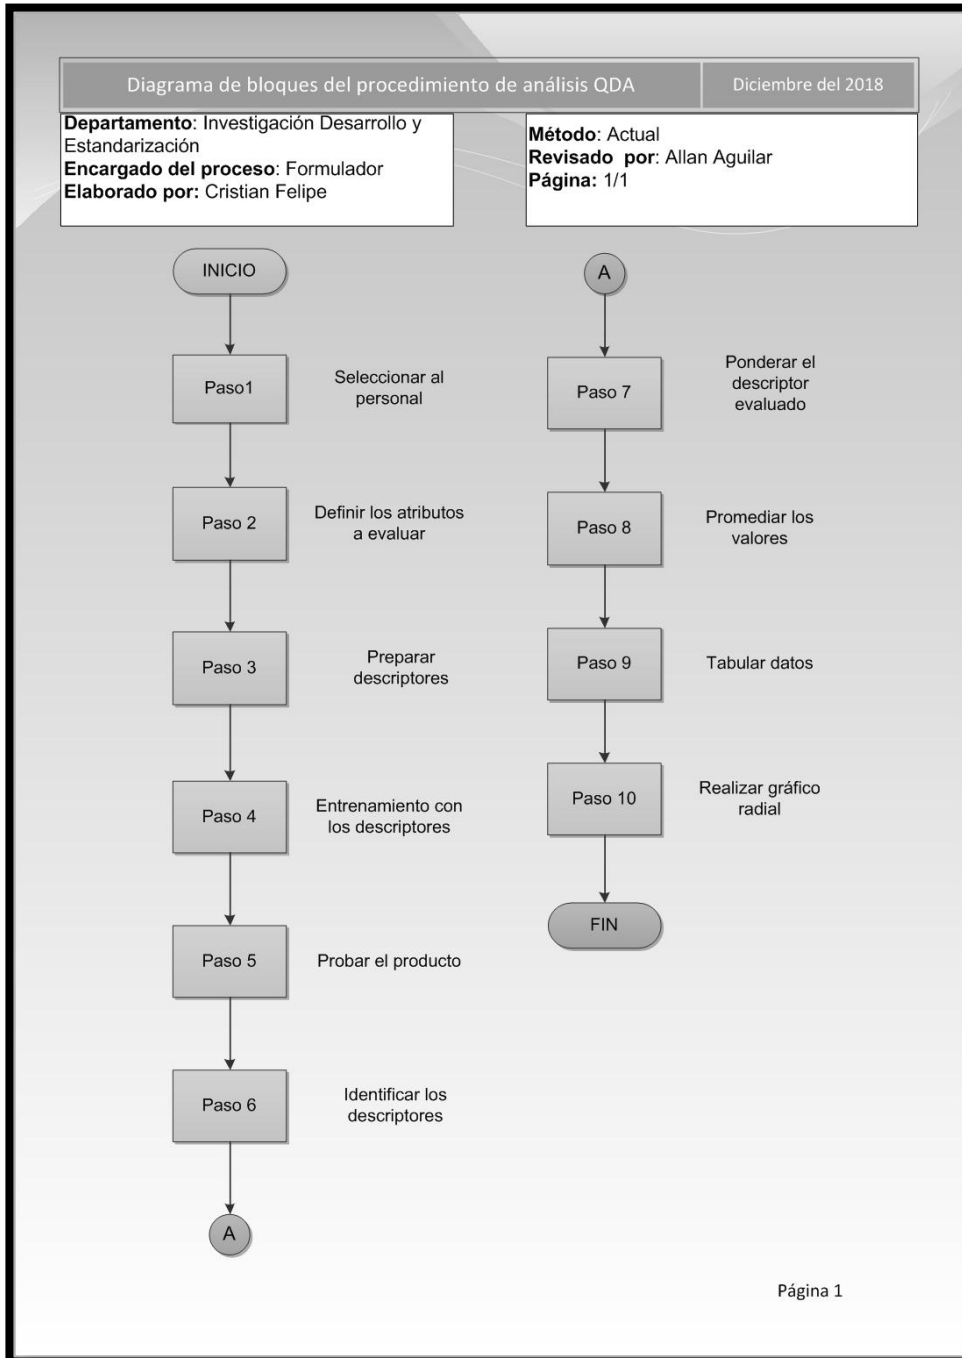 Diagrama de bloques del procedimiento de análisis QDA
Diciembre del 2018
Departamento: Investigación Desarrollo y
Estandarización
Encargado del proceso: Formulador
Elaborado por: Cristian Felipe
Método: Actual
Revisado por: Allan Aguilar
Página: 1/1
INICIO
Paso1
Seleccionar al
personal
Paso 2
Definir los atributos
a evaluar
Paso 3
Preparar
descriptores
Paso 4
Entrenamiento con
los descriptores
Paso 5
Probar el producto
Paso 6
Identificar los
descriptores
A
A
Paso 7
Ponderar el
descriptor
evaluado
Paso 8
Promediar los
valores
Paso 9
Tabular datos
Paso 10
Realizar gráfico
radial
FIN
Página 1